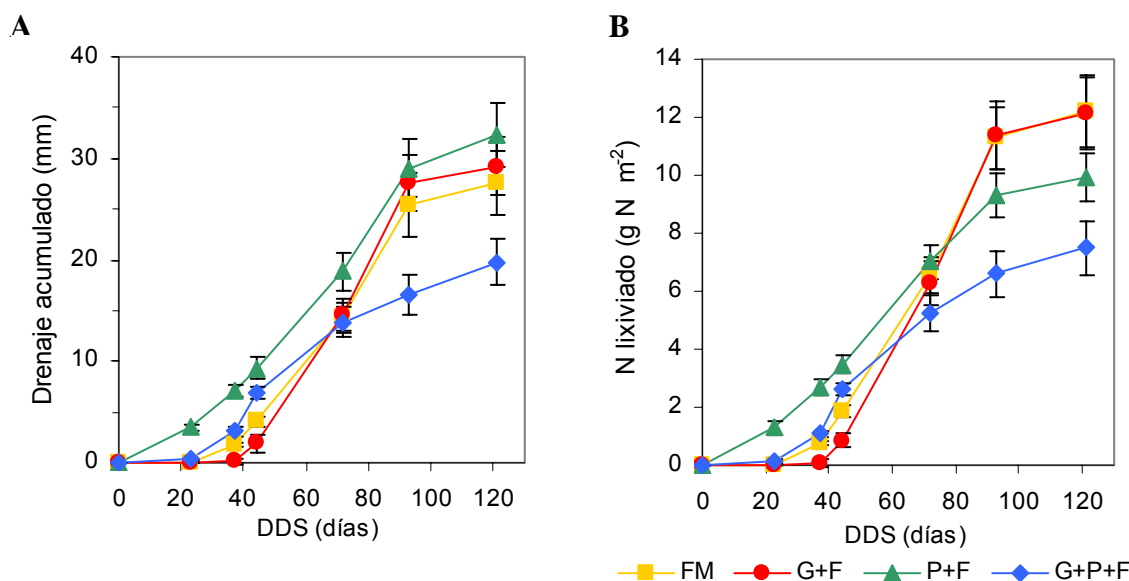 A
B
Drenaje acumulado (mm)
40
30
20
10
0
0 20 40 60 80 100 120
DDS (días)
N lixiviado (g N m-2)
14
12
10
8
6
4
2
0
0 20 40 60 80 100 120
DDS (días)
FM G+F P+F G+P+F